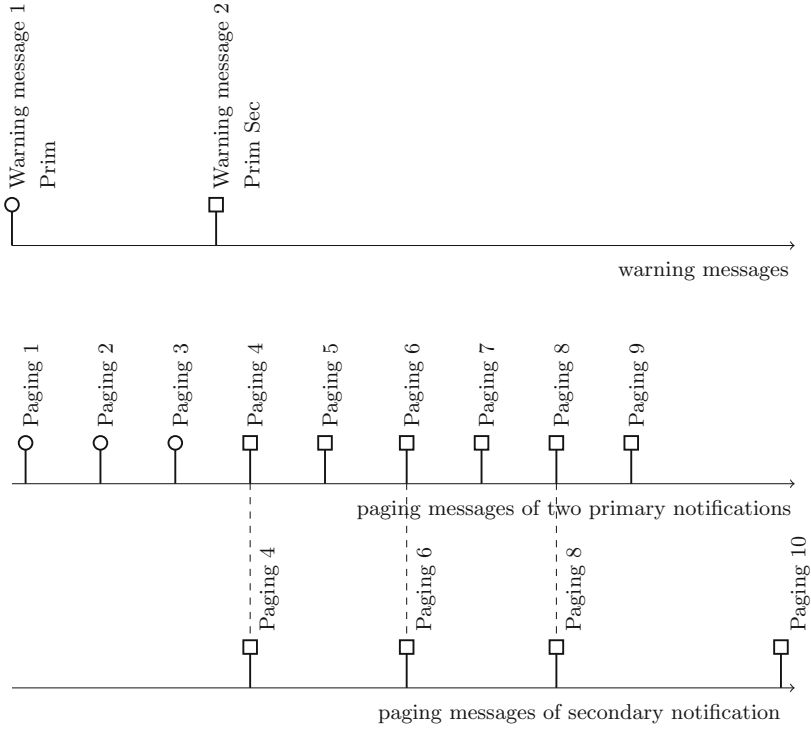 Warning message 1
Prim
Warning message 2
Prim Sec
warning messages
Paging 1
Paging 2
Paging 3
Paging 4
Paging 5
Paging 6
Paging 7
Paging 8
Paging 9
paging messages of two primary notifications
Paging 4
Paging 6
Paging 8
Paging 10
paging messages of secondary notification